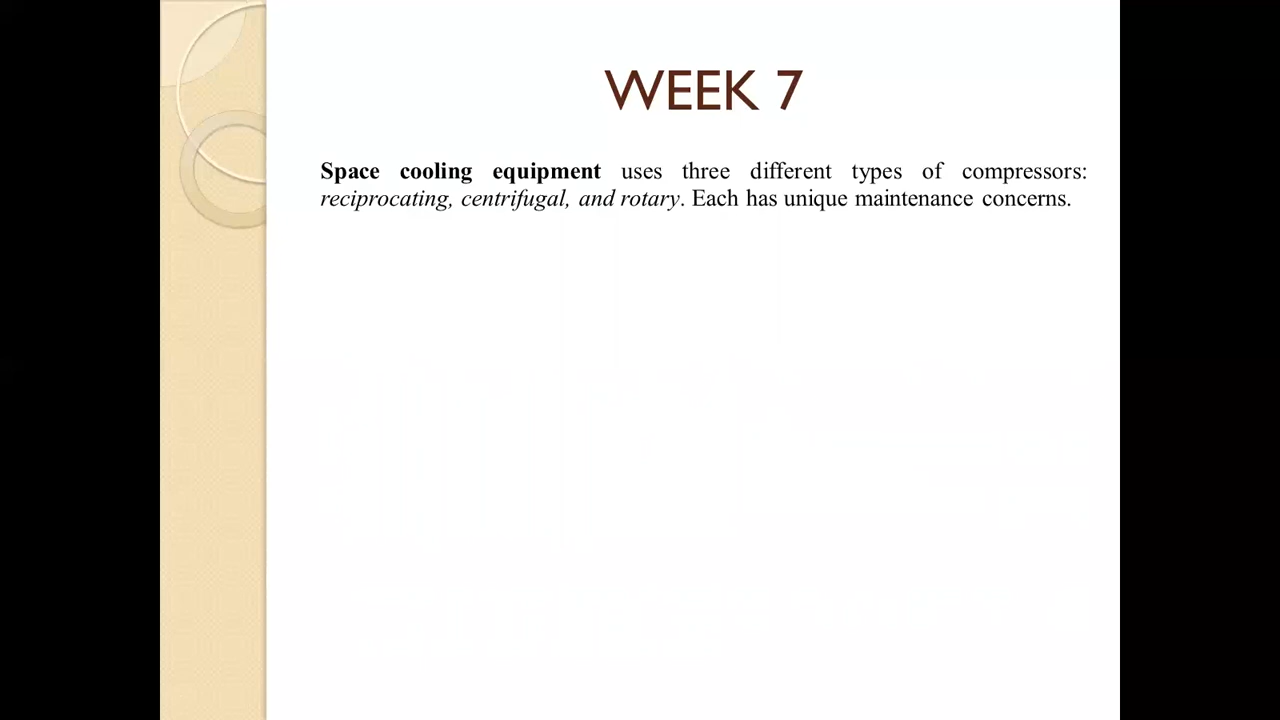 WEEK 7
Space cooling equipment uses three different types of compressors:
reciprocating, centrifugal, and rotary. Each has unique maintenance concerns.